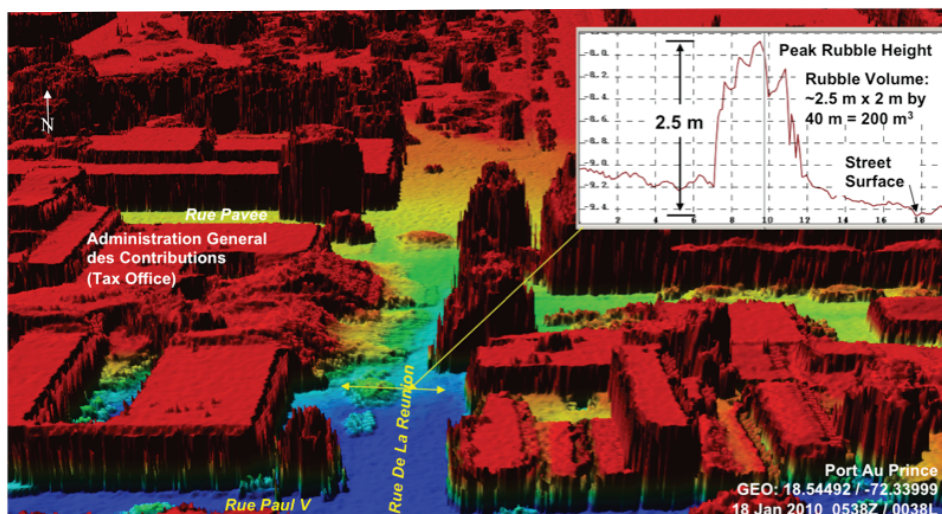 Peak Rubble Height
Rubble Volume:
~2.5 m x 2 m by
40 m = 200 m³
2.5 m
Street
Surface
-8.0
-8.2
-8.4
-8.6
-8.8
-9.0
-9.2
-9.4
2
4
6
8
10
12
14
16
18
N
Rue Pavée
Administration General
des Contributions
(Tax Office)
Rue De La Reunion
Rue Paul V
Port Au Prince
GEO: 18.54492 / -72.33999
18 Jan 2010 0538Z / 0038L